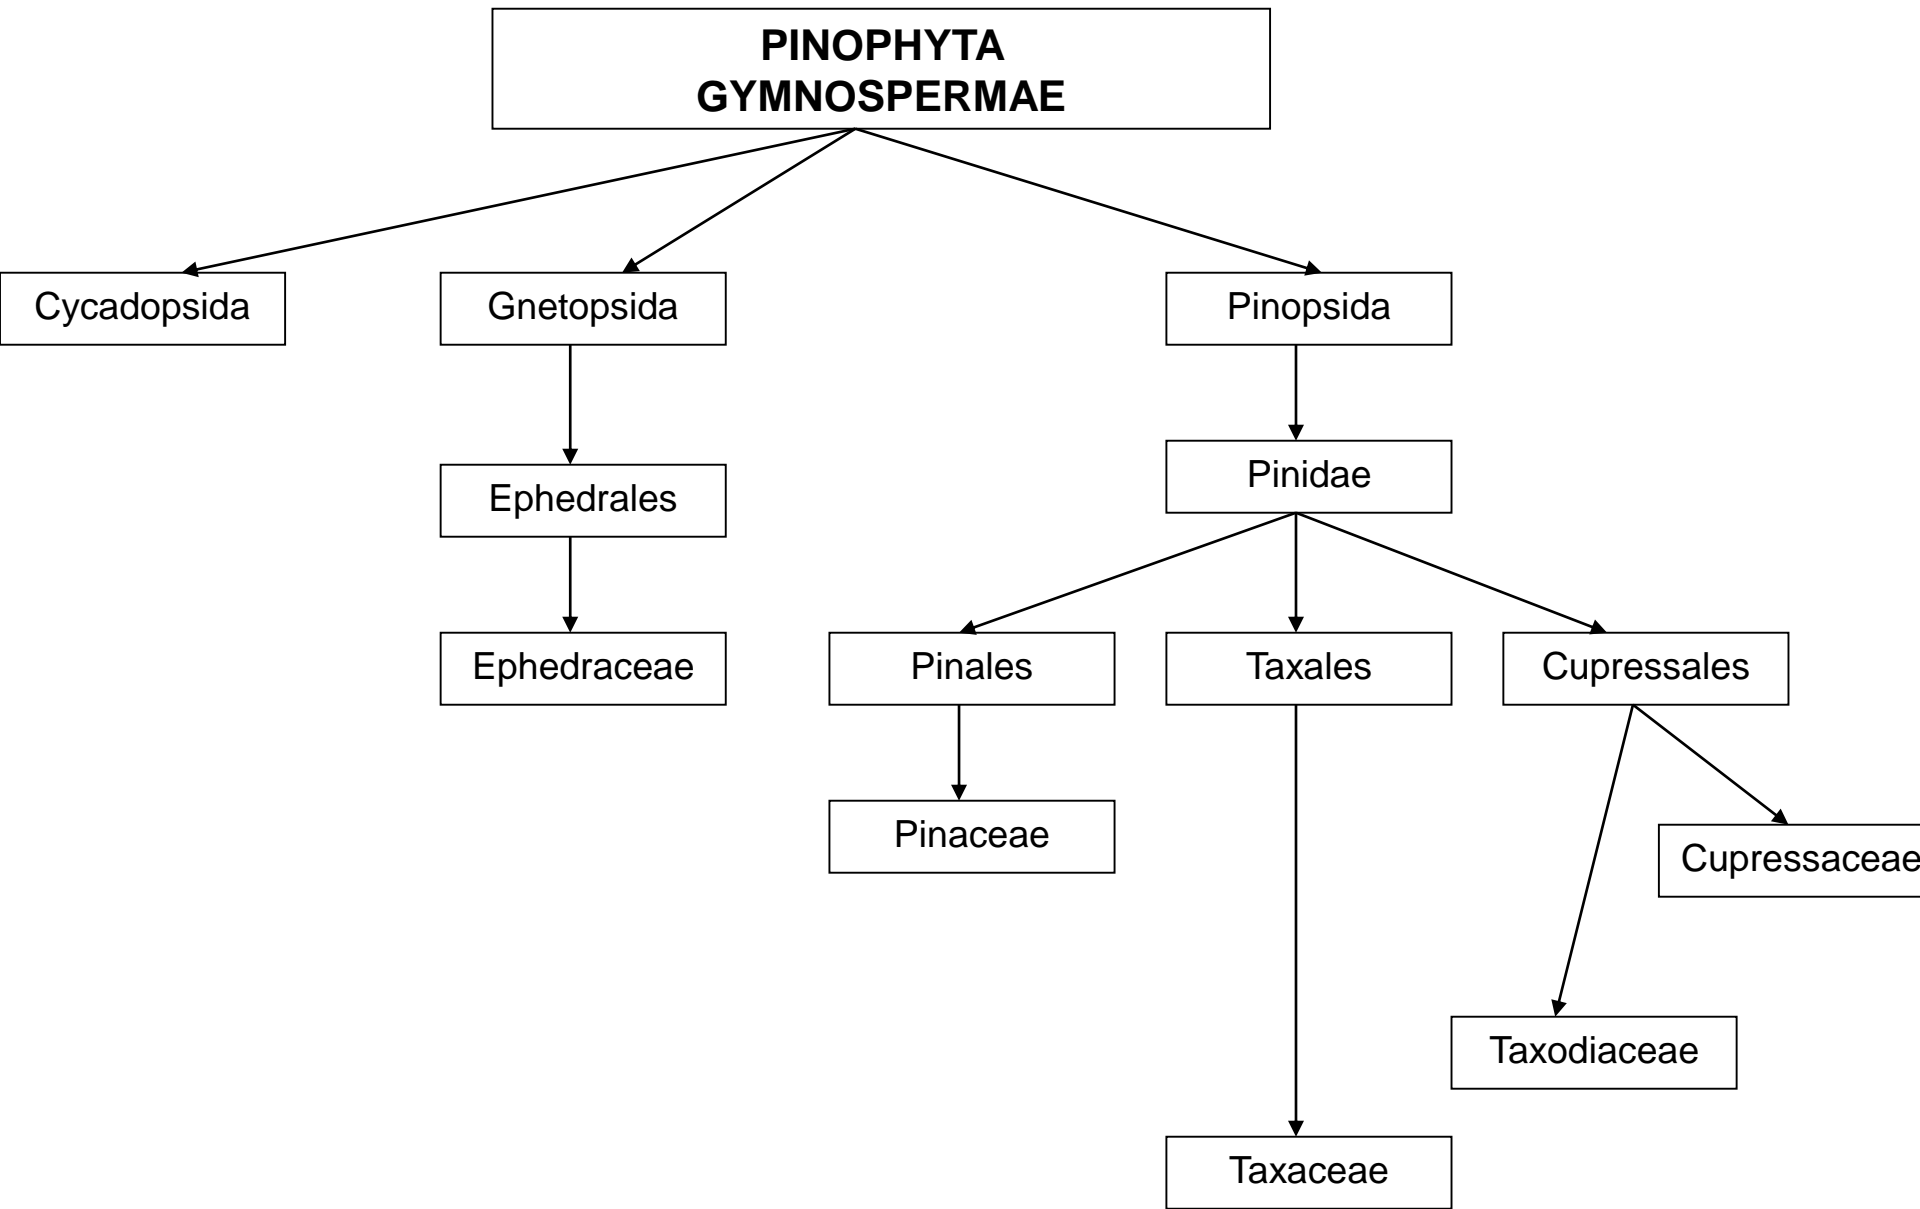 PINOPHYTA
GYMNOSPERMAE
Cycadopsida
Gnetopsida
Pinopsida
Pinidae
Ephedrales
Ephedraceae
Pinales
Taxales
Cupressales
Pinaceae
Cupressaceae
Taxodiaceae
Taxaceae